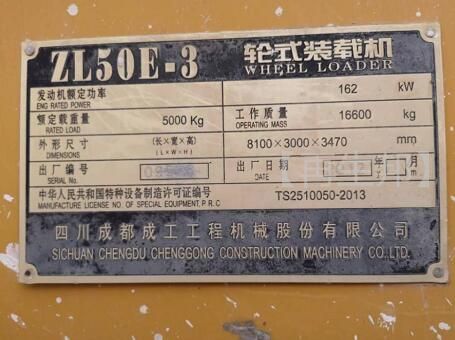 ZL50E-3 轮式装载机
WHEEL LOADER
发动机额定功率 162 kW
ENG RATED POWER
额定载重量 5000 Kg 工作质量 16600 kg
RATED LOAD OPERATING MASS
外形尺寸 (长×宽×高) 8100×3000×3470 mm
DIMENSIONS (L×W×H)
出厂编号 出厂日期 年 月
SERIAL No. DATE Y m
中华人民共和国特种设备制造许可证编号 TS2510050-2013
MANUFACTURE LICENSE NO. OF SPECIAL EQUIPMENT, P. R. C
四川成都成工工程机械股份有限公司
SICHUAN CHENGDU CHENGGONG CONSTRUCTION MACHINERY CO.,LTD.